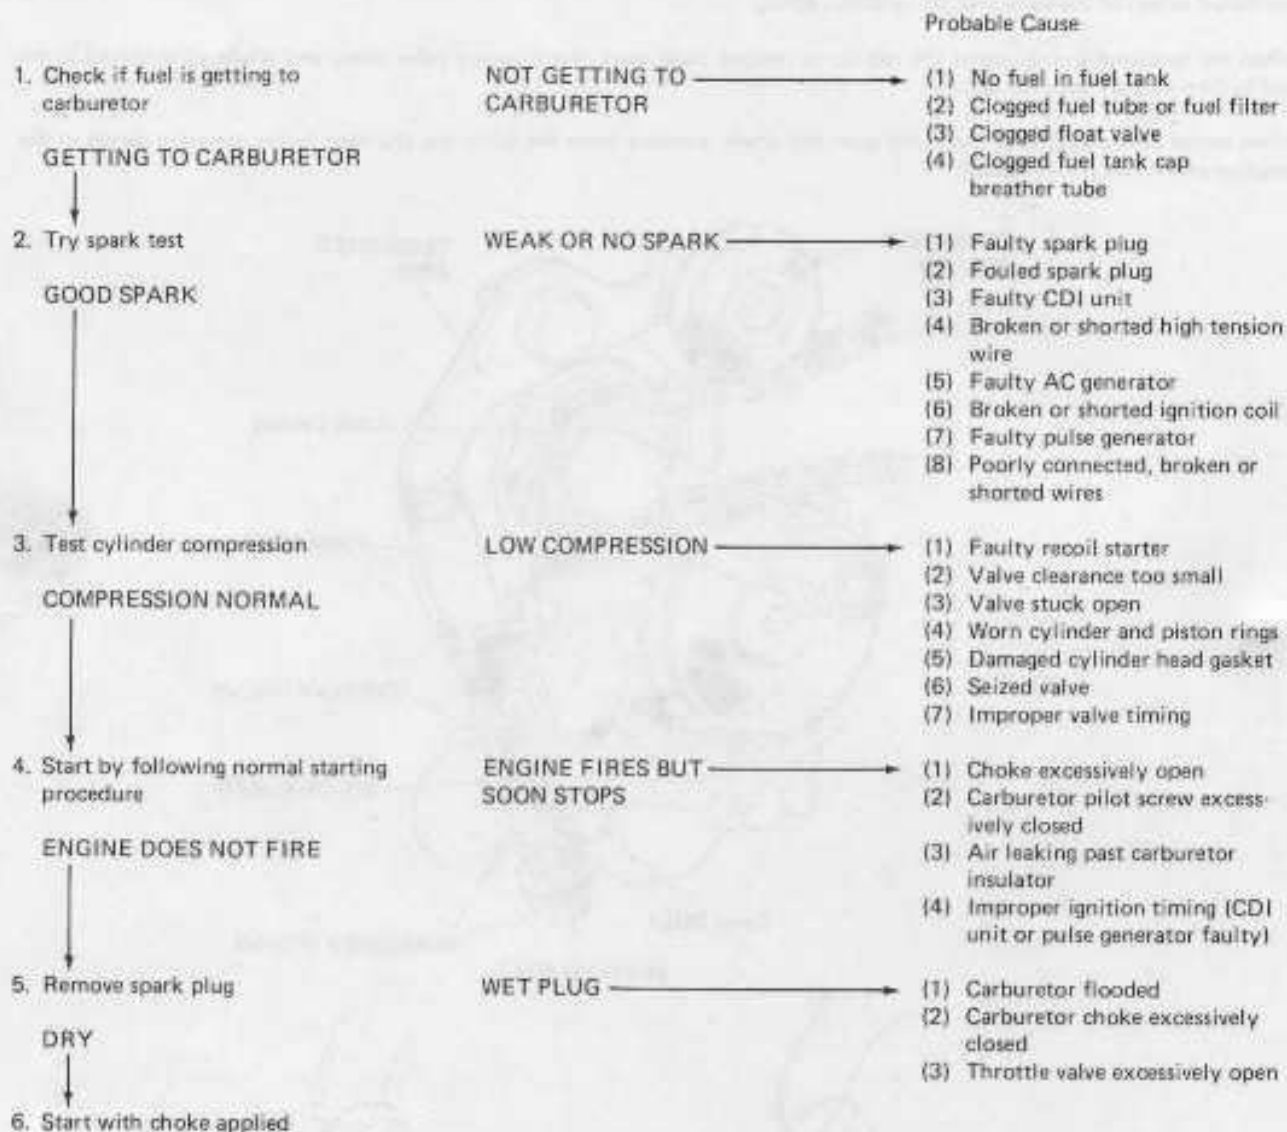 Probable Cause
1. Check if fuel is getting to
carburetor
NOT GETTING TO
CARBURETOR
(1) No fuel in fuel tank
(2) Clogged fuel tube or fuel filter
(3) Clogged float valve
(4) Clogged fuel tank cap
breather tube
GETTING TO CARBURETOR
2. Try spark test
WEAK OR NO SPARK
(1) Faulty spark plug
(2) Fouled spark plug
(3) Faulty CDI unit
(4) Broken or shorted high tension
wire
(5) Faulty AC generator
(6) Broken or shorted ignition coil
(7) Faulty pulse generator
(8) Poorly connected, broken or
shorted wires
GOOD SPARK
3. Test cylinder compression
LOW COMPRESSION
(1) Faulty recoil starter
(2) Valve clearance too small
(3) Valve stuck open
(4) Worn cylinder and piston rings
(5) Damaged cylinder head gasket
(6) Seized valve
(7) Improper valve timing
COMPRESSION NORMAL
4. Start by following normal starting
procedure
ENGINE FIRES BUT
SOON STOPS
(1) Choke excessively open
(2) Carburetor pilot screw excess-
ively closed
(3) Air leaking past carburetor
insulator
(4) Improper ignition timing (CDI
unit or pulse generator faulty)
ENGINE DOES NOT FIRE
5. Remove spark plug
WET PLUG
(1) Carburetor flooded
(2) Carburetor choke excessively
closed
(3) Throttle valve excessively open
DRY
6. Start with choke applied